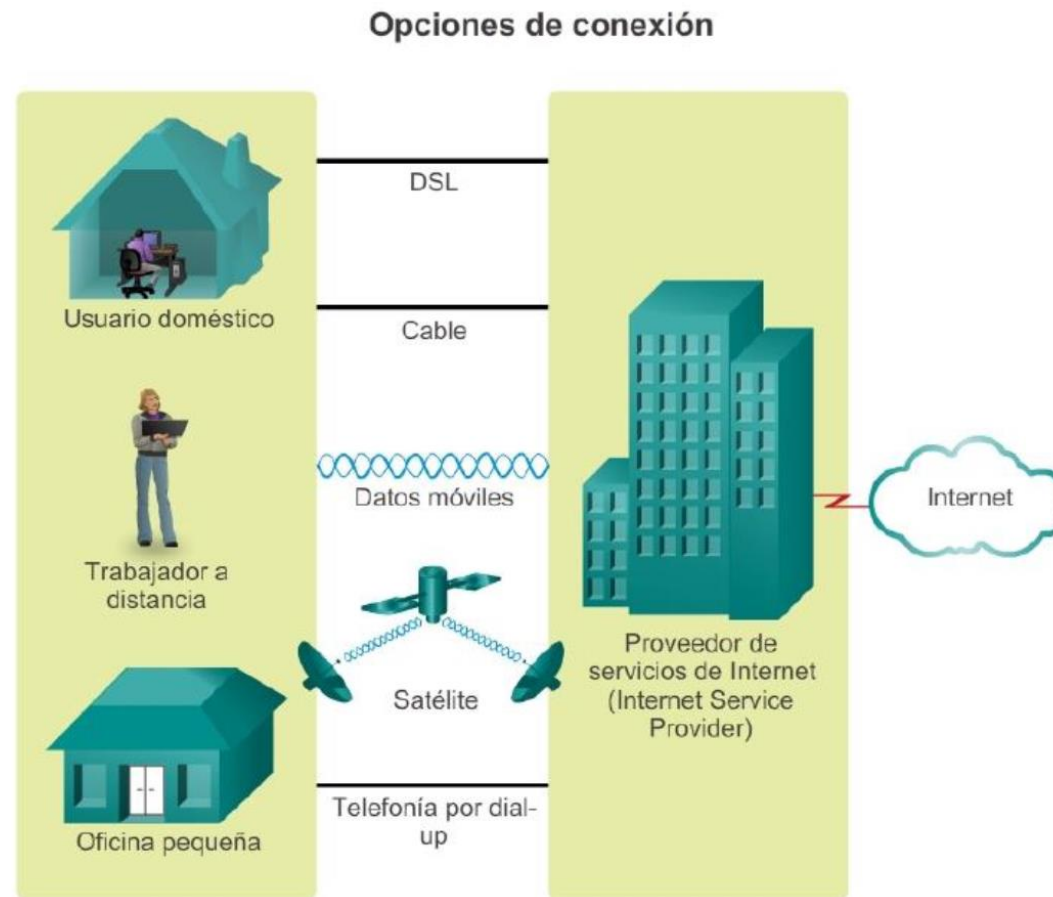 Opciones de conexión
Usuario doméstico
Trabajador a
distancia
Oficina pequeña
DSL
Cable
Datos móviles
Satélite
Telefonía por dial-
up
Proveedor de
servicios de Internet
(Internet Service
Provider)
Internet